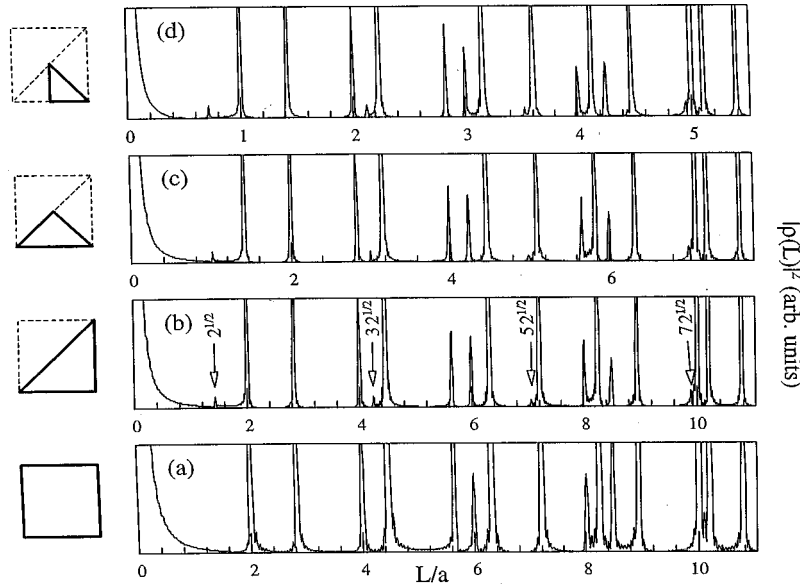 (d)
0 1 2 3 4 5
(c)
2 4 6
(b)
2^{1/2} 3 2^{1/2} 5 2^{1/2} 7 2^{1/2}
0 2 4 6 8 10
(a)
0 2 4 6 8 10
L/a
|ρ(L)|² (arb. units)